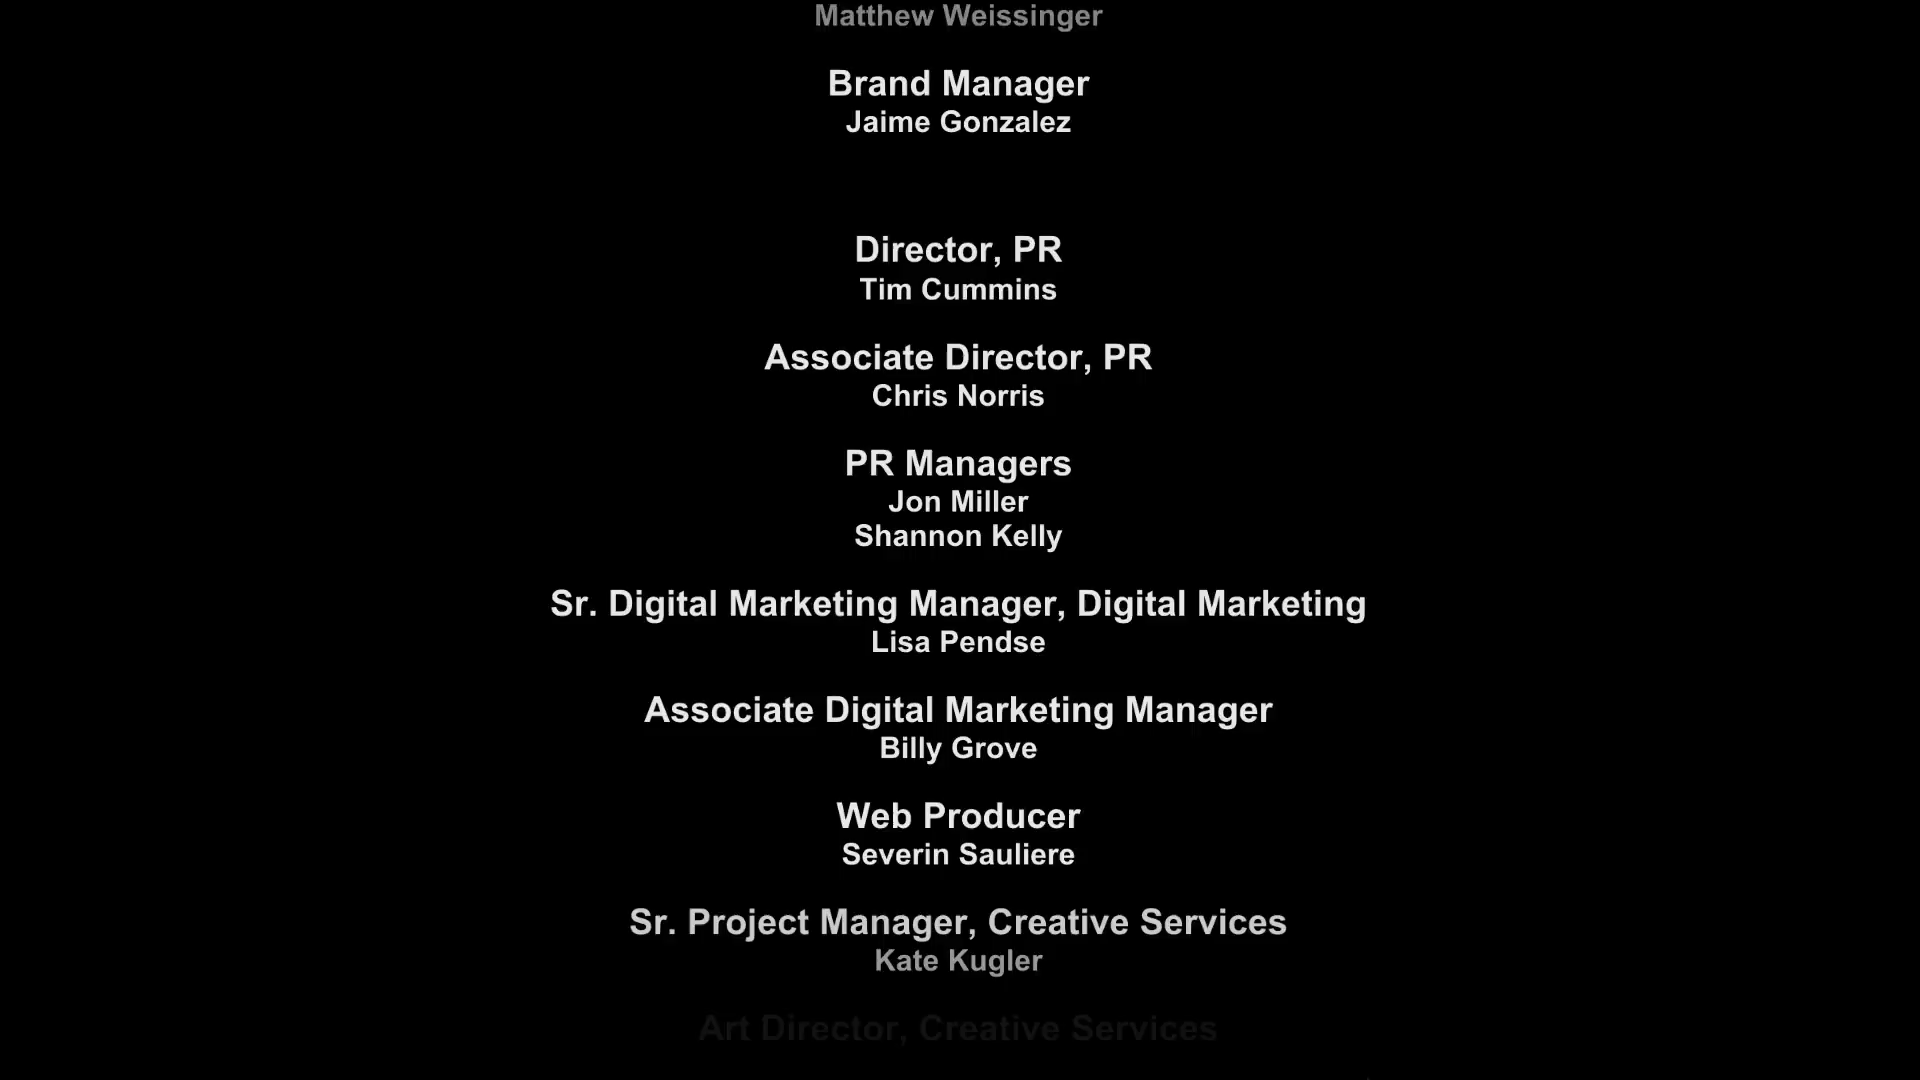 Matthew Weissinger
Brand Manager
Jaime Gonzalez
Director, PR
Tim Cummins
Associate Director, PR
Chris Norris
PR Managers
Jon Miller
Shannon Kelly
Sr. Digital Marketing Manager, Digital Marketing
Lisa Pendse
Associate Digital Marketing Manager
Billy Grove
Web Producer
Severin Sauliere
Sr. Project Manager, Creative Services
Kate Kugler
Art Director, Creative Services